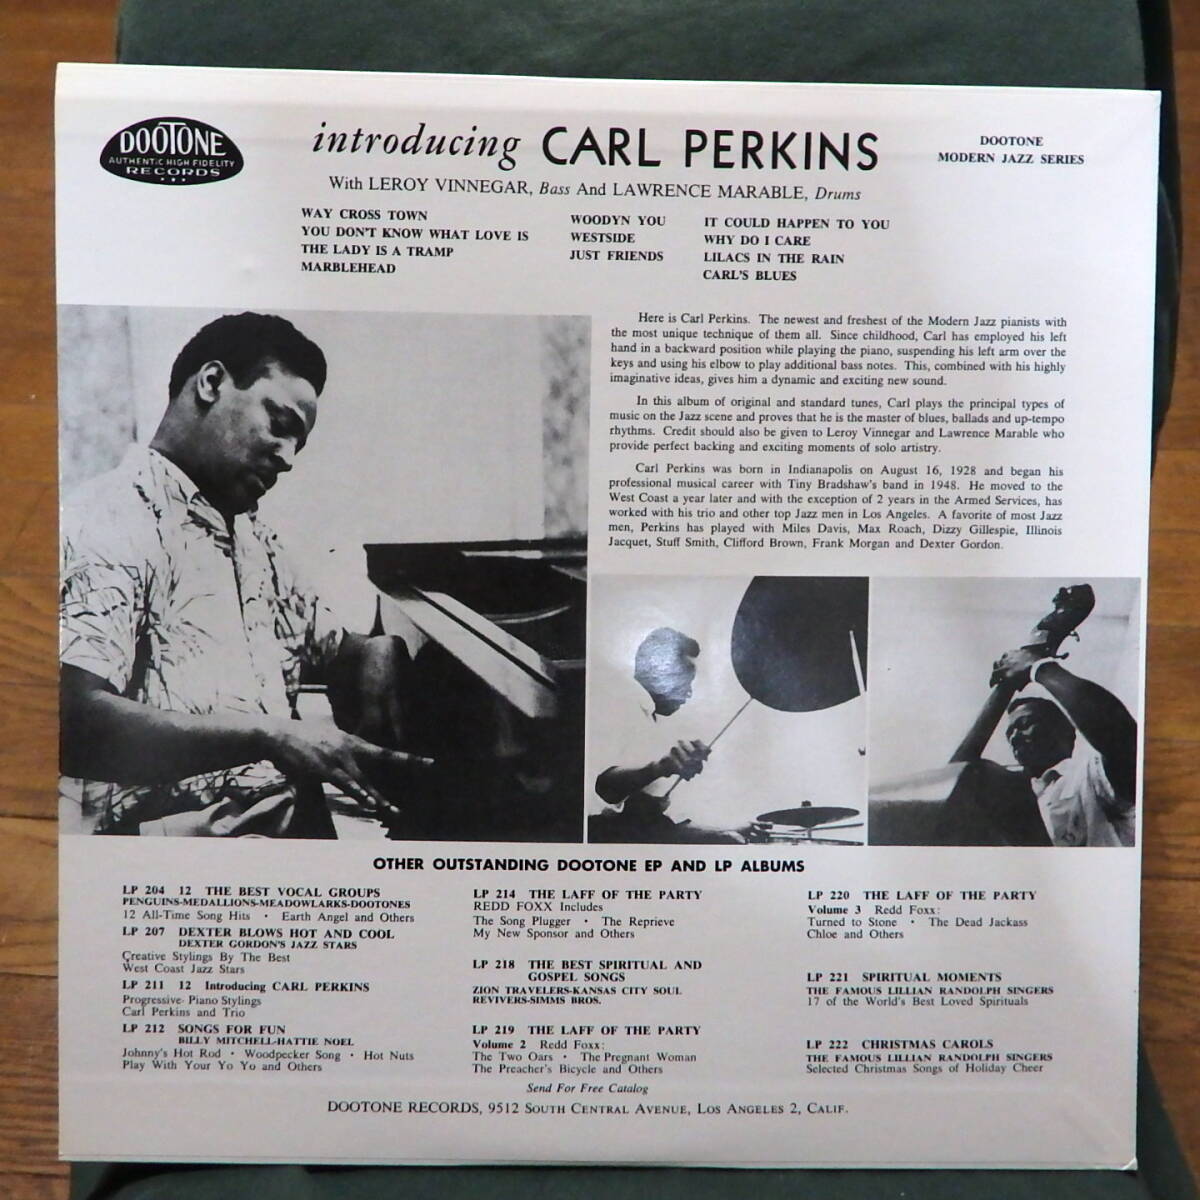 DOOTONE
AUTHENTIC HIGH FIDELITY
RECORDS
introducing CARL PERKINS
With LEROY VINNEGAR, Bass And LAWRENCE MARABLE, Drums
DOOTONE
MODERN JAZZ SERIES
WAY CROSS TOWN
YOU DON'T KNOW WHAT LOVE IS
THE LADY IS A TRAMP
MARBLEHEAD
WOODYN YOU
WESTSIDE
JUST FRIENDS
IT COULD HAPPEN TO YOU
WHY DO I CARE
LILACS IN THE RAIN
CARL'S BLUES
Here is Carl Perkins. The newest and freshest of the Modern Jazz pianists with
the most unique technique of them all. Since childhood, Carl has employed his left
hand in a backward position while playing the piano, suspending his left arm over the
keys and using his elbow to play additional bass notes. This, combined with his highly
imaginative ideas, gives him a dynamic and exciting new sound.
In this album of original and standard tunes, Carl plays the principal types of
music on the Jazz scene and proves that he is the master of blues, ballads and up-tempo
rhythms. Credit should also be given to Leroy Vinnegar and Lawrence Marable who
provide perfect backing and exciting moments of solo artistry.
Carl Perkins was born in Indianapolis on August 16, 1928 and began his
professional musical career with Tiny Bradshaw's band in 1948. He moved to the
West Coast a year later and with the exception of 2 years in the Armed Services, has
worked with his trio and other top Jazz men in Los Angeles. A favorite of most Jazz
men, Perkins has played with Miles Davis, Max Roach, Dizzy Gillespie, Illinois
Jacquet, Stuff Smith, Clifford Brown, Frank Morgan and Dexter Gordon.
OTHER OUTSTANDING DOOTONE EP AND LP ALBUMS
LP 204 12 THE BEST VOCAL GROUPS
PENGUINS-MEDALLIONS-MEADOWLARKS-DOOTONES
12 All-Time Song Hits · Earth Angel and Others
LP 207 DEXTER BLOWS HOT AND COOL
DEXTER GORDON'S JAZZ STARS
Creative Stylings By The Best
West Coast Jazz Stars
LP 211 12 Introducing CARL PERKINS
Progressive Piano Stylings
Carl Perkins and Trio
LP 212 SONGS FOR FUN
BILLY MITCHELL-HATTIE NOEL
Johnny's Hot Rod · Woodpecker Song · Hot Nuts
Play With Your Yo Yo and Others
LP 214 THE LAFF OF THE PARTY
REDD FOXX Includes
The Song Plugger · The Reprieve
My New Sponsor and Others
LP 218 THE BEST SPIRITUAL AND
GOSPEL SONGS
ZION TRAVELERS-KANSAS CITY SOUL
REVIVERS-SIMMS BROS.
LP 219 THE LAFF OF THE PARTY
Volume 2 Redd Foxx:
The Two Oars · The Pregnant Woman
The Preacher's Bicycle and Others
LP 220 THE LAFF OF THE PARTY
Volume 3 Redd Foxx:
Turned to Stone · The Dead Jackass
Chloe and Others
LP 221 SPIRITUAL MOMENTS
THE FAMOUS LILLIAN RANDOLPH SINGERS
17 of the World's Best Loved Spirituals
LP 222 CHRISTMAS CAROLS
THE FAMOUS LILLIAN RANDOLPH SINGERS
Selected Christmas Songs of Holiday Cheer
Send For Free Catalog
DOOTONE RECORDS, 9512 SOUTH CENTRAL AVENUE, LOS ANGELES 2, CALIF.